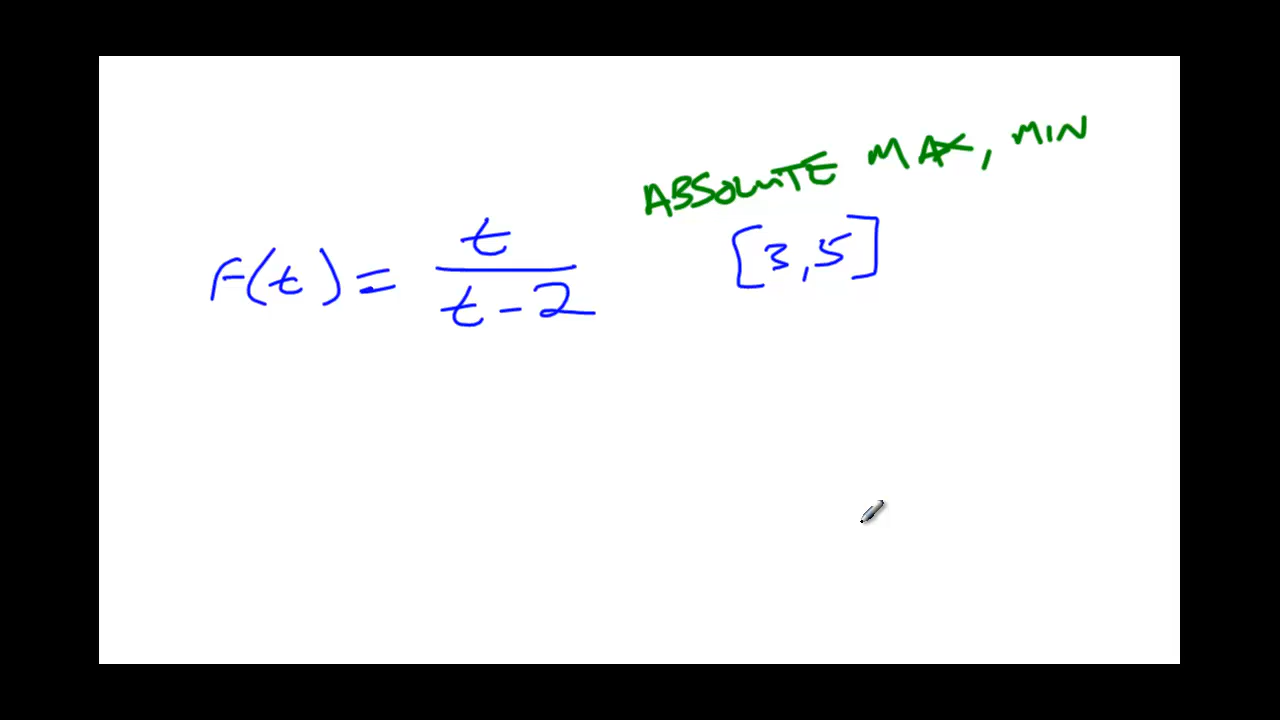 ABSOLUTE MAX, MIN
F(t) = t/(t-2) [3,5]